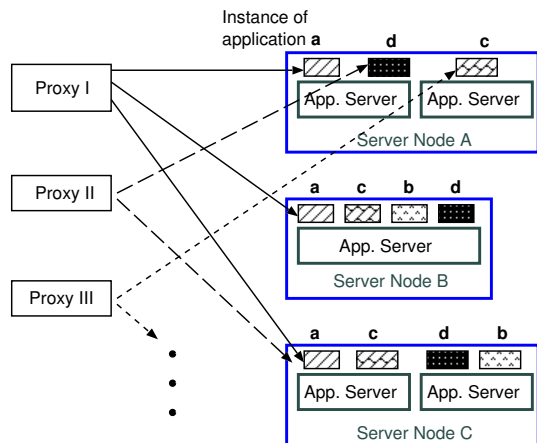 Instance of
application
a d c
Proxy I
App. Server App. Server
Server Node A
Proxy II
a c b d
App. Server
Server Node B
Proxy III
a c d b
App. Server App. Server
Server Node C